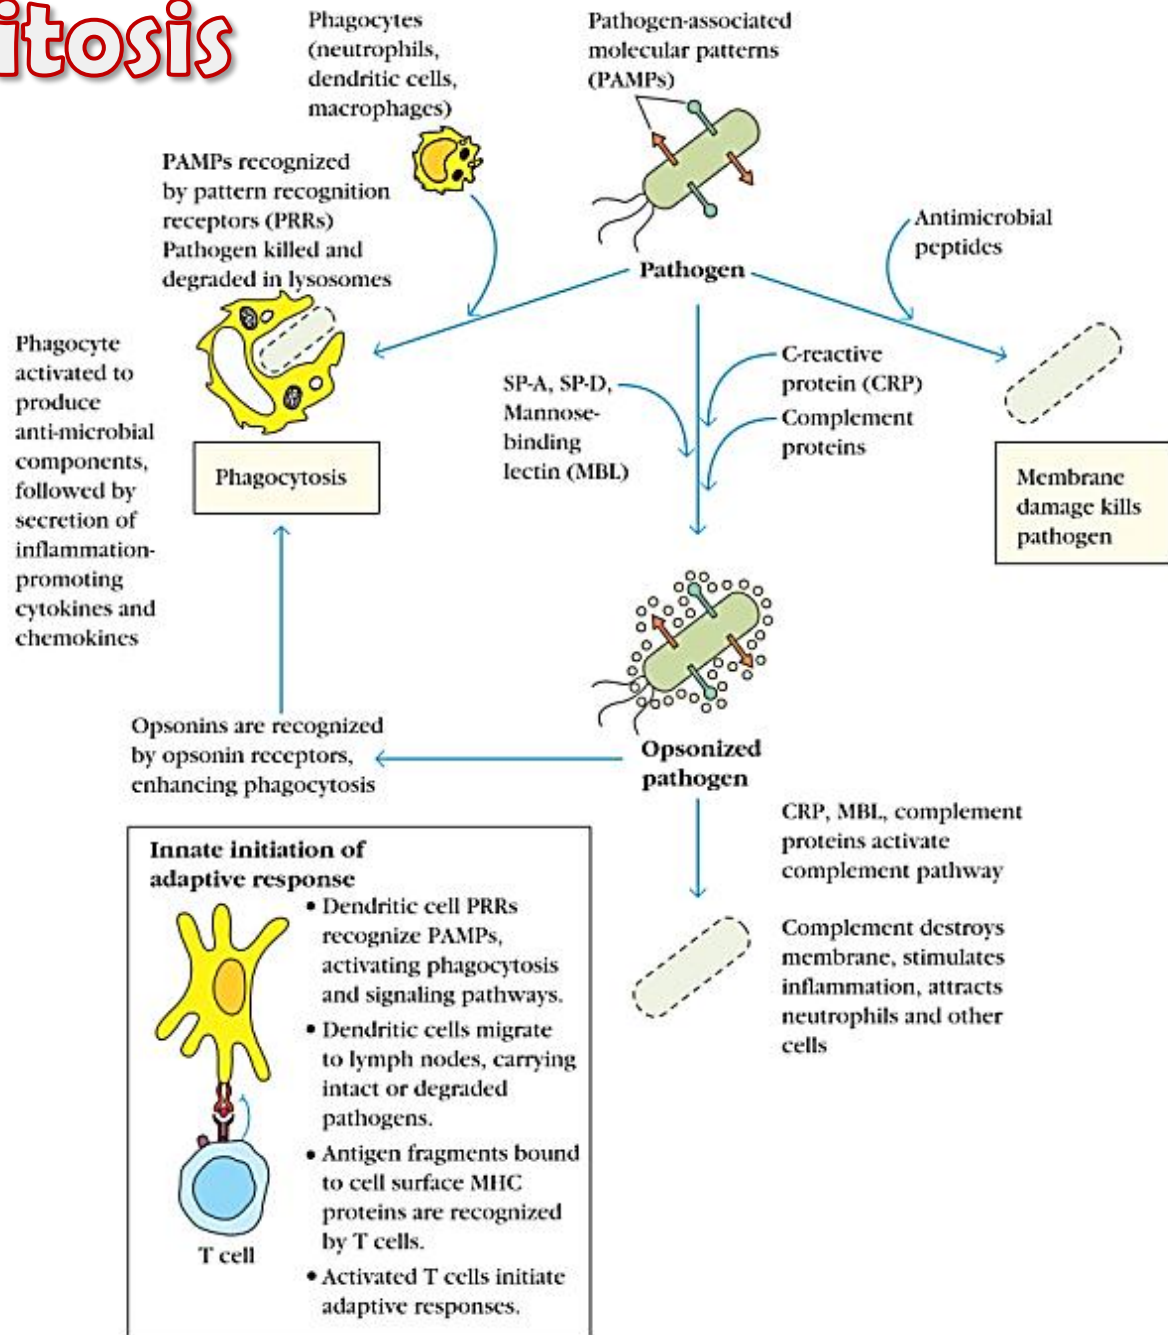 itosis
Phagocytes
(neutrophils,
dendritic cells,
macrophages)
Pathogen-associated
molecular patterns
(PAMPs)
PAMPs recognized
by pattern recognition
receptors (PRRs)
Pathogen killed and
degraded in lysosomes
Antimicrobial
peptides
Pathogen
Phagocyte
activated to
produce
anti-microbial
components,
followed by
secretion of
inflammation-
promoting
cytokines and
chemokines
Phagocytosis
SP-A, SP-D,
Mannose-
binding
lectin (MBL)
C-reactive
protein (CRP)
Complement
proteins
Membrane
damage kills
pathogen
Opsonins are recognized
by opsonin receptors,
enhancing phagocytosis
Opsonized
pathogen
CRP, MBL, complement
proteins activate
complement pathway
Complement destroys
membrane, stimulates
inflammation, attracts
neutrophils and other
cells
Innate initiation of
adaptive response
• Dendritic cell PRRs
recognize PAMPs,
activating phagocytosis
and signaling pathways.
• Dendritic cells migrate
to lymph nodes, carrying
intact or degraded
pathogens.
• Antigen fragments bound
to cell surface MHC
proteins are recognized
by T cells.
• Activated T cells initiate
adaptive responses.
T cell